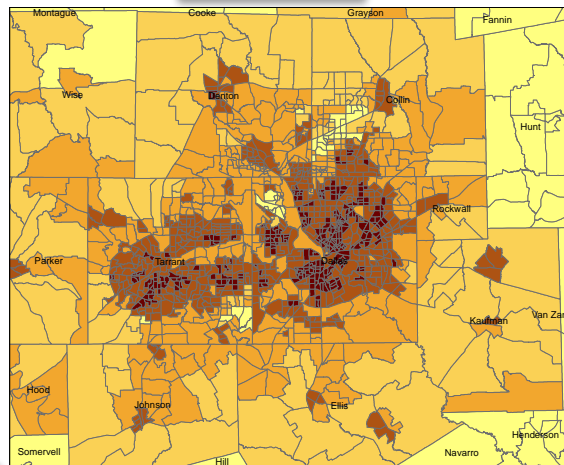 Montague
Cooke
Grayson
Fannin
Wise
Denton
Collin
Hunt
Rockwall
Parker
Tarrant
Dallas
Kaufman
Van Zan
Hood
Johnson
Ellis
Henderson
Somervell
Hill
Navarro